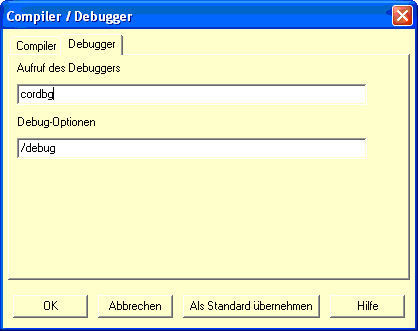 Compiler / Debugger
Compiler Debugger
Aufruf des Debuggers
cordbg
Debug-Optionen
/debug
OK Abbrechen Als Standard übernehmen Hilfe